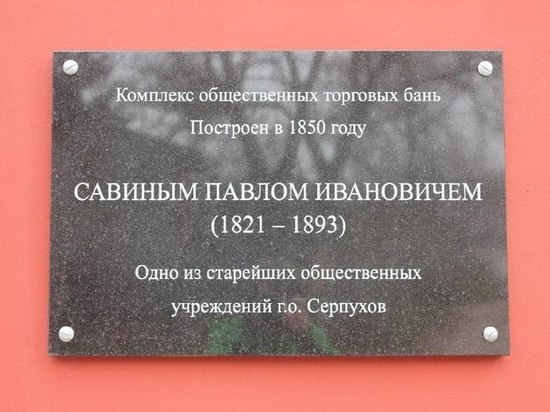 Комплекс общественных торговых бань
Построен в 1850 году
САВИНЫМ ПАВЛОМ ИВАНОВИЧЕМ
(1821 – 1893)
Одно из старейших общественных
учреждений г.о. Серпухов